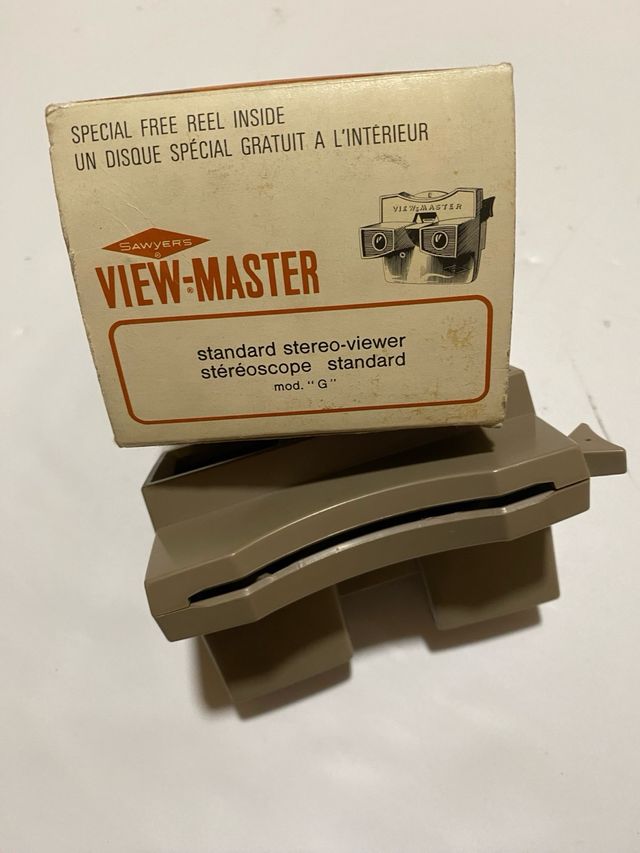 SPECIAL FREE REEL INSIDE
UN DISQUE SPÉCIAL GRATUIT A L'INTÉRIEUR
VIEW-MASTER
SAWYER'S
®
VIEW-MASTER
®
standard stereo-viewer
stéréoscope standard
mod. "G"